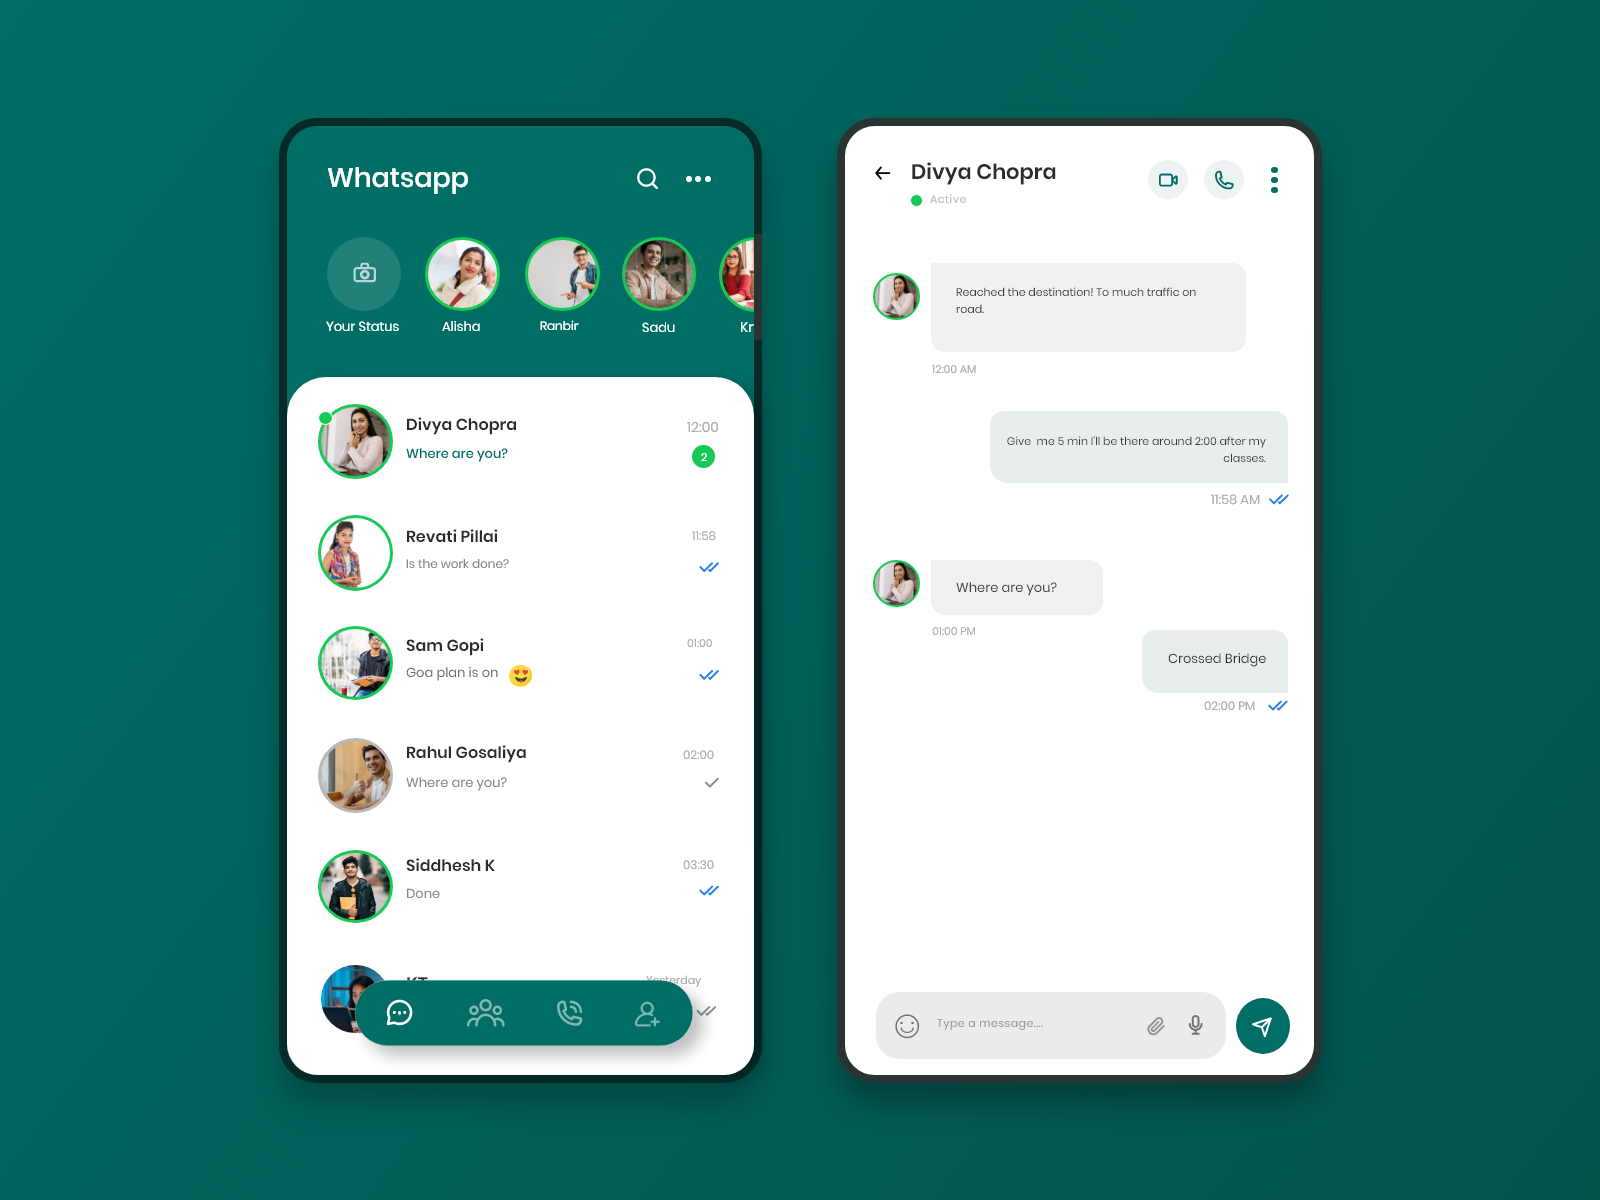 Whatsapp
Your Status
Alisha
Ranbir
Sadu
Divya Chopra
12:00
Where are you?
2
Revati Pillai
11:58
Is the work done?
Sam Gopi
01:00
Goa plan is on 😍
Rahul Gosaliya
02:00
Where are you?
Siddhesh K
03:30
Done
KT
Yesterday
Divya Chopra
Active
Reached the destination! To much traffic on
road.
12:00 AM
Give  me 5 min I'll be there around 2:00 after my
classes.
11:58 AM
Where are you?
01:00 PM
Crossed Bridge
02:00 PM
Type a message....